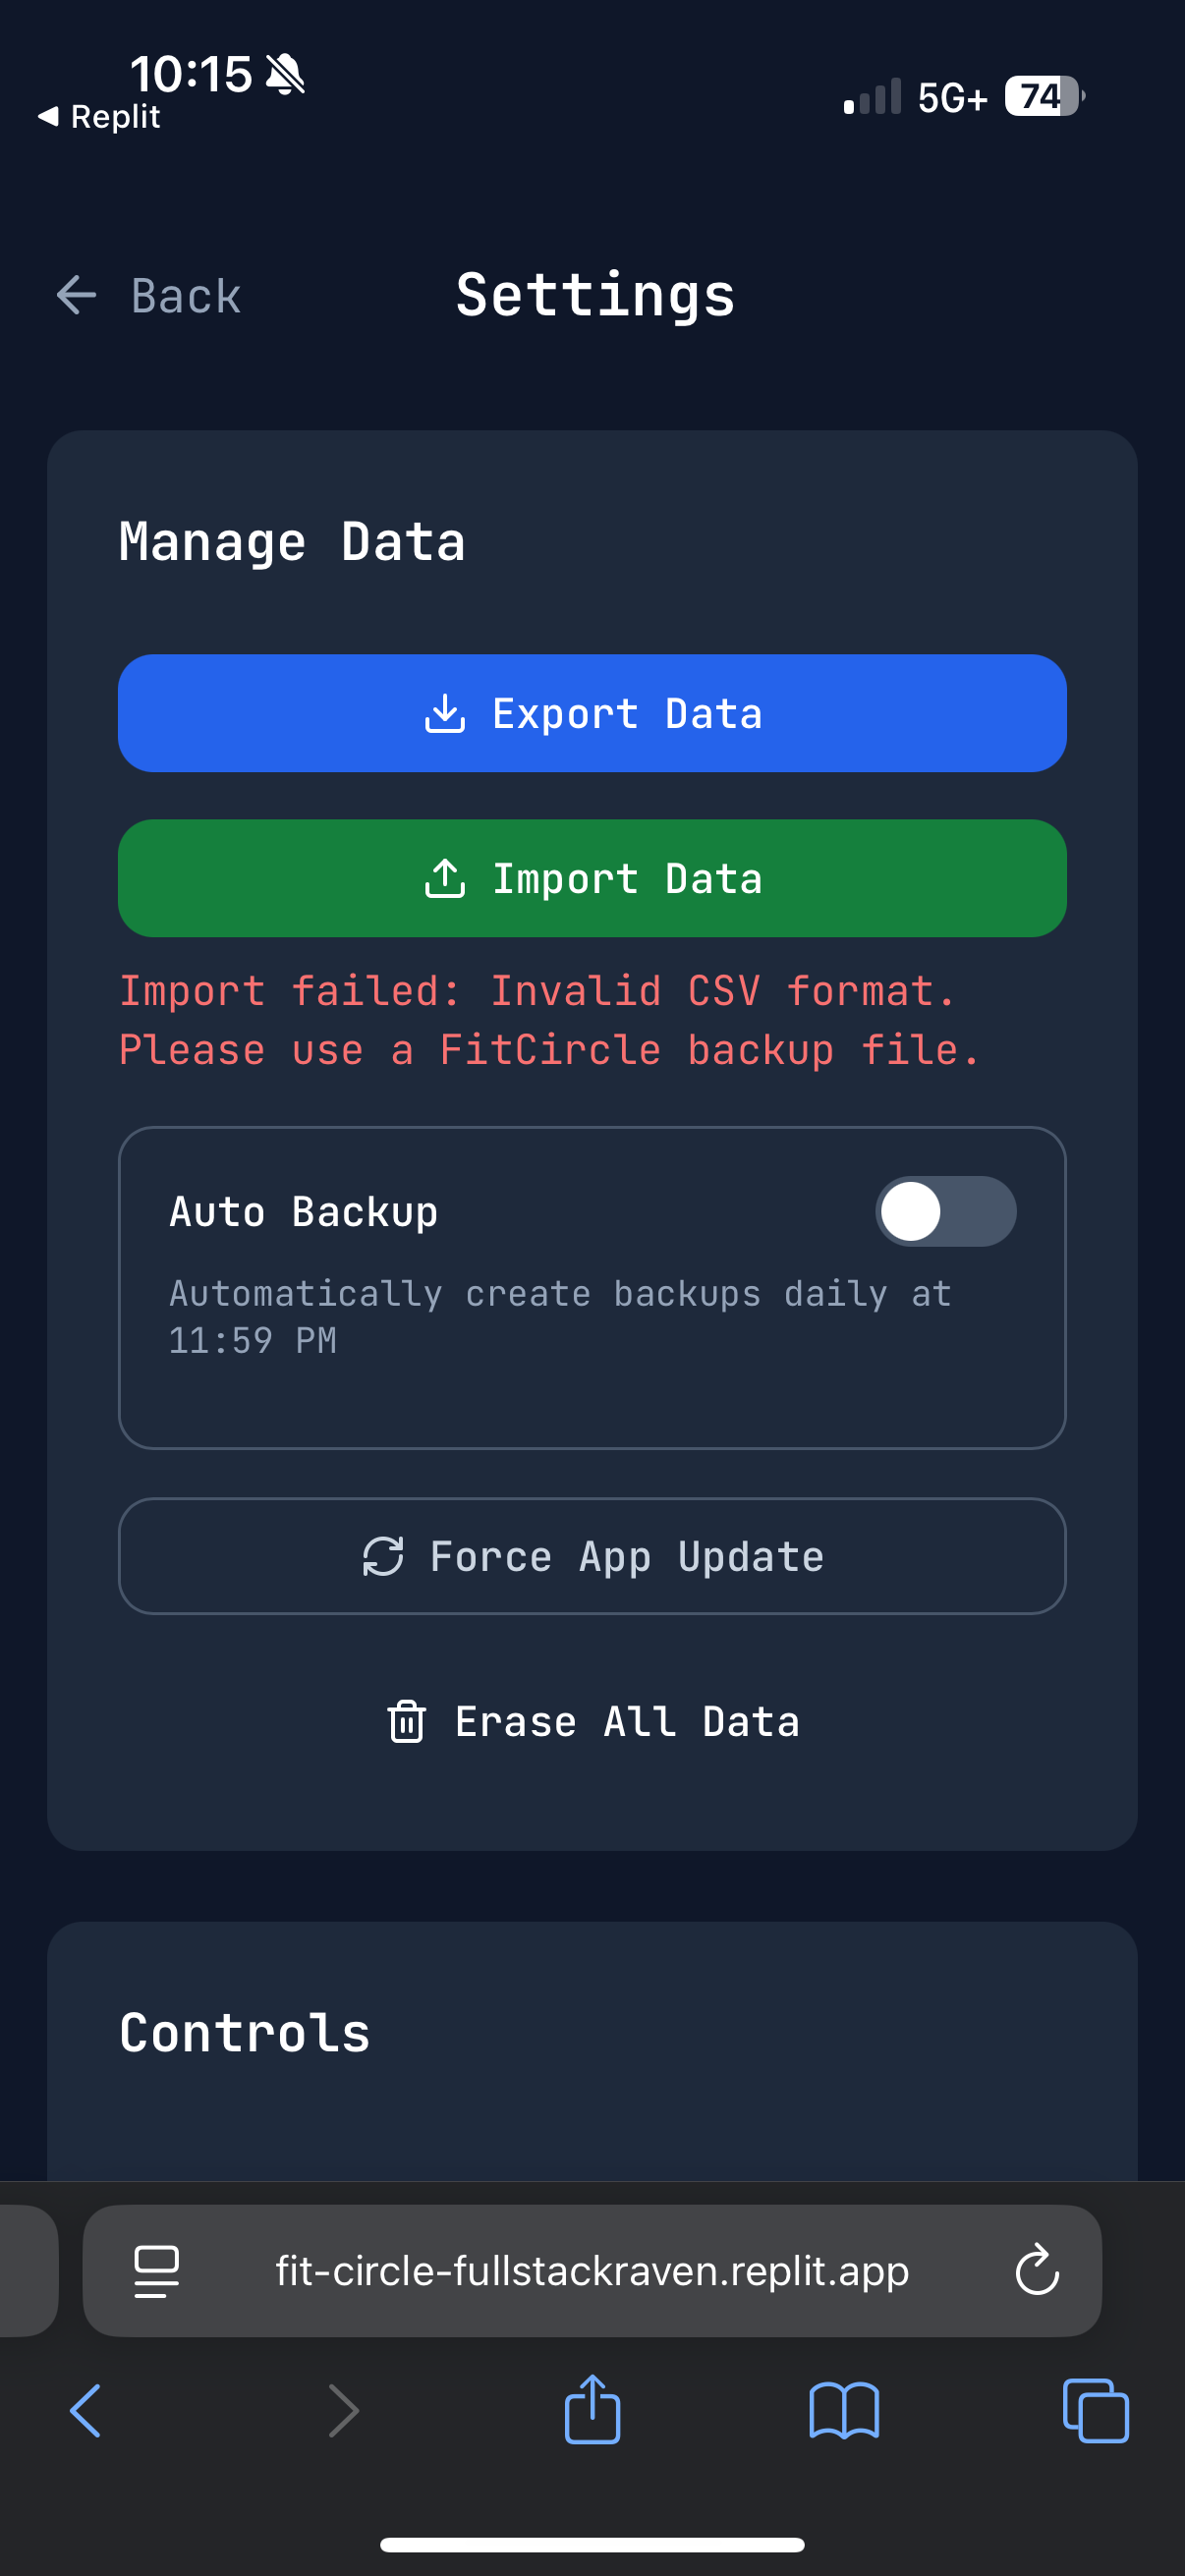 10:15
Replit
5G+
74
Back
Settings
Manage Data
Export Data
Import Data
Import failed: Invalid CSV format.
Please use a FitCircle backup file.
Auto Backup
Automatically create backups daily at
11:59 PM
Force App Update
Erase All Data
Controls
fit-circle-fullstackraven.replit.app